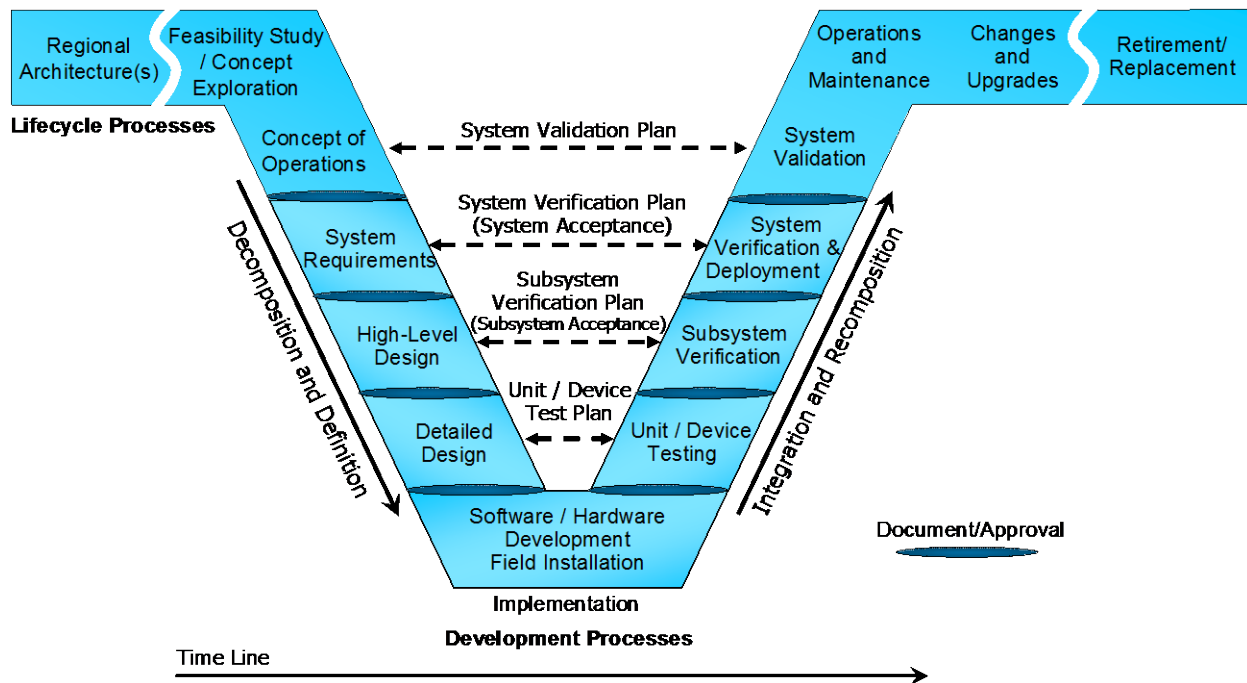 Regional
Architecture(s)
Feasibility Study
/ Concept
Exploration
Operations
and
Maintenance
Changes
and
Upgrades
Retirement/
Replacement
Lifecycle Processes
Concept of
Operations
System Validation Plan
System
Validation
System Requirements
System Verification Plan
(System Acceptance)
System
Verification &
Deployment
High-Level
Design
Subsystem
Verification Plan
(Subsystem Acceptance)
Subsystem
Verification
Detailed
Design
Unit / Device
Test Plan
Unit / Device
Testing
Decomposition and Definition
Integration and Recomposition
Software / Hardware
Development
Field Installation
Implementation
Document/Approval
Development Processes
Time Line